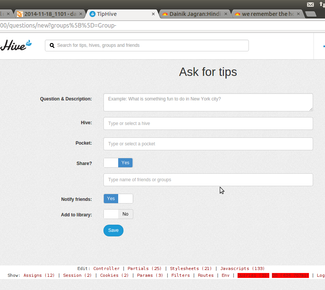 2014-11-18_1101 -
TipHive
Dainik Jagran:Hindi
we remember the h
00/questions/new?groups%5B%5D=Group-
Hive
Search for tips, hives, groups and friends
Ask for tips
Question & Description:
Example: What is something fun to do in New York city?
Hive:
Type or select a hive
Pocket:
Type or select a pocket
Share?
Yes
Type name of friends or groups
Notify friends:
Yes
Add to library:
No
Save
Edit: Controller | Partials (25) | Stylesheets (21) | Javascripts (139)
Show: Assigns (12) | Session (2) | Cookies (2) | Params (3) | Filters | Routes | Env | Log